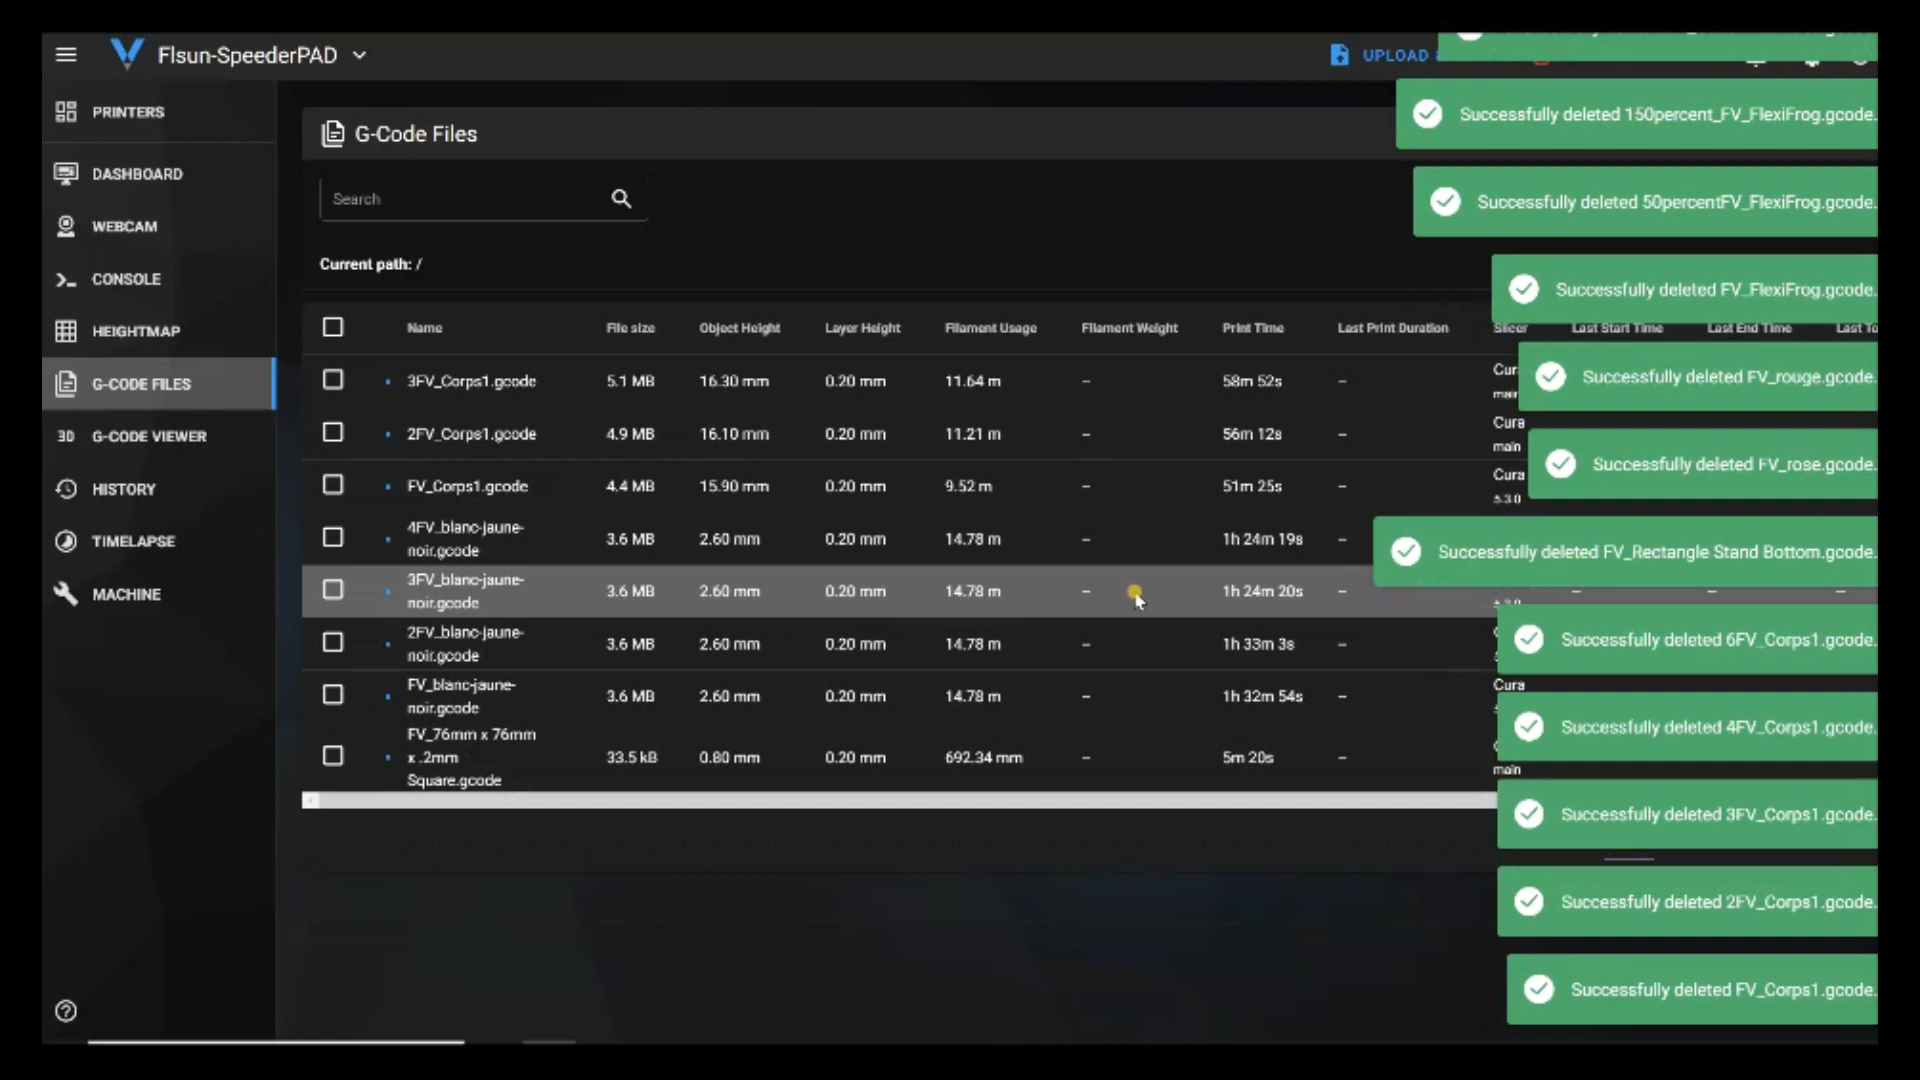 Flsun-SpeederPAD
UPLOAD
PRINTERS
DASHBOARD
WEBCAM
CONSOLE
HEIGHTMAP
G-CODE FILES
3D G-CODE VIEWER
HISTORY
TIMELAPSE
MACHINE
G-Code Files
Search
Current path: /
Name File size Object Height Layer Height Filament Usage Filament Weight Print Time Last Print Duration Slicer Last Start Time Last End Time Last To
3FV_Corps1.gcode 5.1 MB 16.30 mm 0.20 mm 11.64 m – 58m 52s – Cur
main
2FV_Corps1.gcode 4.9 MB 16.10 mm 0.20 mm 11.21 m – 56m 12s – Cura
main
FV_Corps1.gcode 4.4 MB 15.90 mm 0.20 mm 9.52 m – 51m 25s – Cura
5.3.0
4FV_blanc-jaune-
noir.gcode 3.6 MB 2.60 mm 0.20 mm 14.78 m – 1h 24m 19s –
3FV_blanc-jaune-
noir.gcode 3.6 MB 2.60 mm 0.20 mm 14.78 m – 1h 24m 20s – – – –
2FV_blanc-jaune-
noir.gcode 3.6 MB 2.60 mm 0.20 mm 14.78 m – 1h 33m 3s –
FV_blanc-jaune-
noir.gcode 3.6 MB 2.60 mm 0.20 mm 14.78 m – 1h 32m 54s – Cura
FV_76mm x 76mm
x .2mm
Square.gcode 33.5 kB 0.80 mm 0.20 mm 692.34 mm – 5m 20s –
main
Successfully deleted 150percent_FV_FlexiFrog.gcode.
Successfully deleted 50percentFV_FlexiFrog.gcode.
Successfully deleted FV_FlexiFrog.gcode.
Successfully deleted FV_rouge.gcode.
Successfully deleted FV_rose.gcode.
Successfully deleted FV_Rectangle Stand Bottom.gcode.
Successfully deleted 6FV_Corps1.gcode.
Successfully deleted 4FV_Corps1.gcode.
Successfully deleted 3FV_Corps1.gcode.
Successfully deleted 2FV_Corps1.gcode.
Successfully deleted FV_Corps1.gcode.